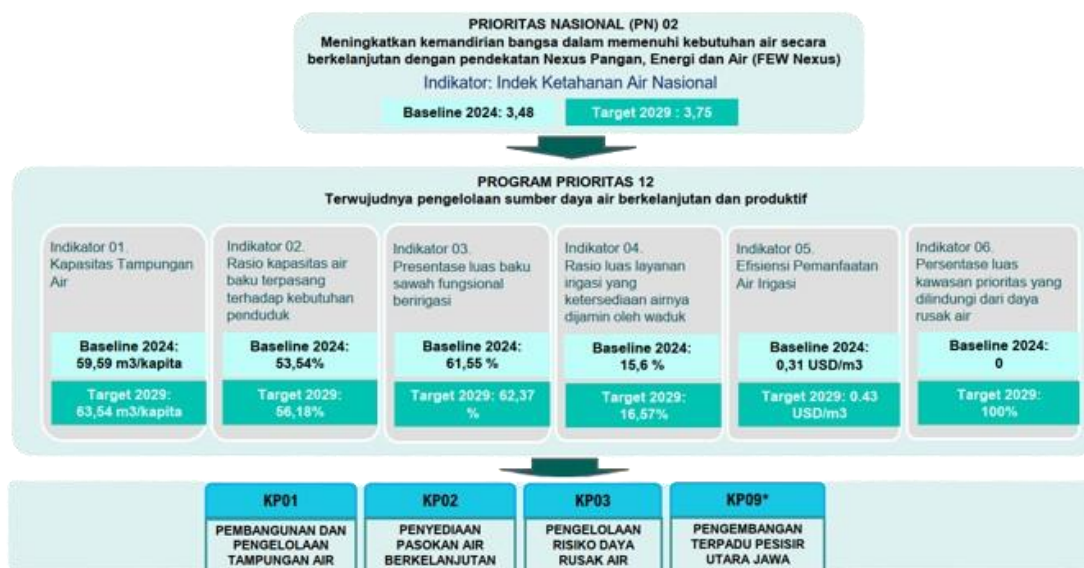 PRIORITAS NASIONAL (PN) 02
Meningkatkan kemandirian bangsa dalam memenuhi kebutuhan air secara
berkelanjutan dengan pendekatan Nexus Pangan, Energi dan Air (FEW Nexus)
Indikator: Indek Ketahanan Air Nasional
Baseline 2024: 3,48
Target 2029 : 3,75
PROGRAM PRIORITAS 12
Terwujudnya pengelolaan sumber daya air berkelanjutan dan produktif
Indikator 01.
Kapasitas Tampungan
Air
Baseline 2024:
59,59 m3/kapita
Target 2029:
63,54 m3/kapita
Indikator 02.
Rasio kapasitas air
baku terpasang
terhadap kebutuhan
penduduk
Baseline 2024:
53,54%
Target 2029:
56,18%
Indikator 03.
Presentase luas baku
sawah fungsional
beririgasi
Baseline 2024:
61,55 %
Target 2029: 62,37
%
Indikator 04.
Rasio luas layanan
irigasi yang
ketersediaan airnya
dijamin oleh waduk
Baseline 2024:
15,6 %
Target 2029:
16,57%
Indikator 05.
Efisiensi Pemanfaatan
Air Irigasi
Baseline 2024:
0,31 USD/m3
Target 2029: 0.43
USD/m3
Indikator 06.
Persentase luas
kawasan prioritas yang
dilindungi dari daya
rusak air
Baseline 2024:
0
Target 2029:
100%
KP01
PEMBANGUNAN DAN
PENGELOLAAN
TAMPUNGAN AIR
KP02
PENYEDIAAN
PASOKAN AIR
BERKELANJUTAN
KP03
PENGELOLAAN
RISIKO DAYA
RUSAK AIR
KP09*
PENGEMBANGAN
TERPADU PESISIR
UTARA JAWA